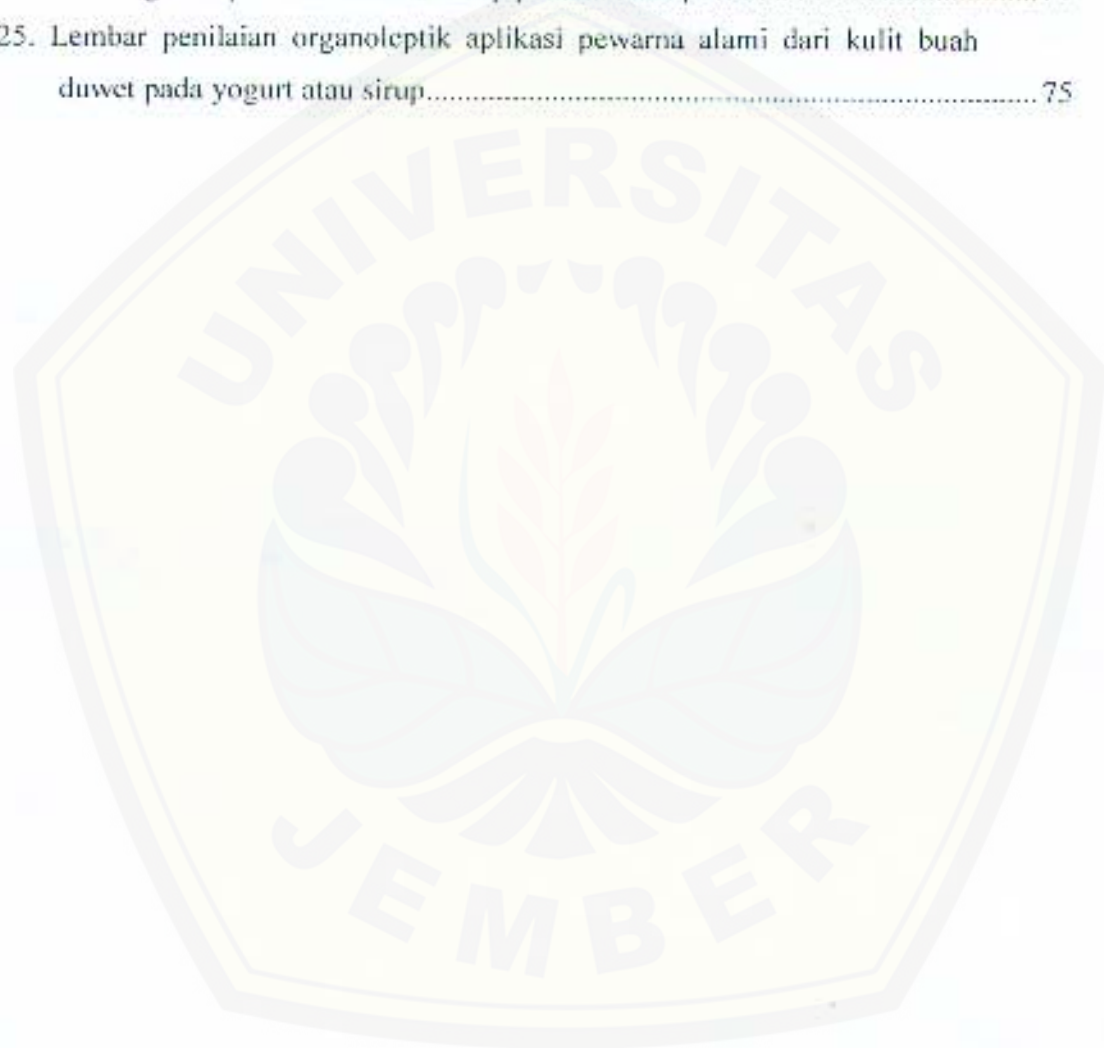 25. Lembar penilaian organoleptik aplikasi pewarna alami dari kulit buah
duwet pada yogurt atau sirup.......................................................................... 75
UNIVERSITAS
JEMBER